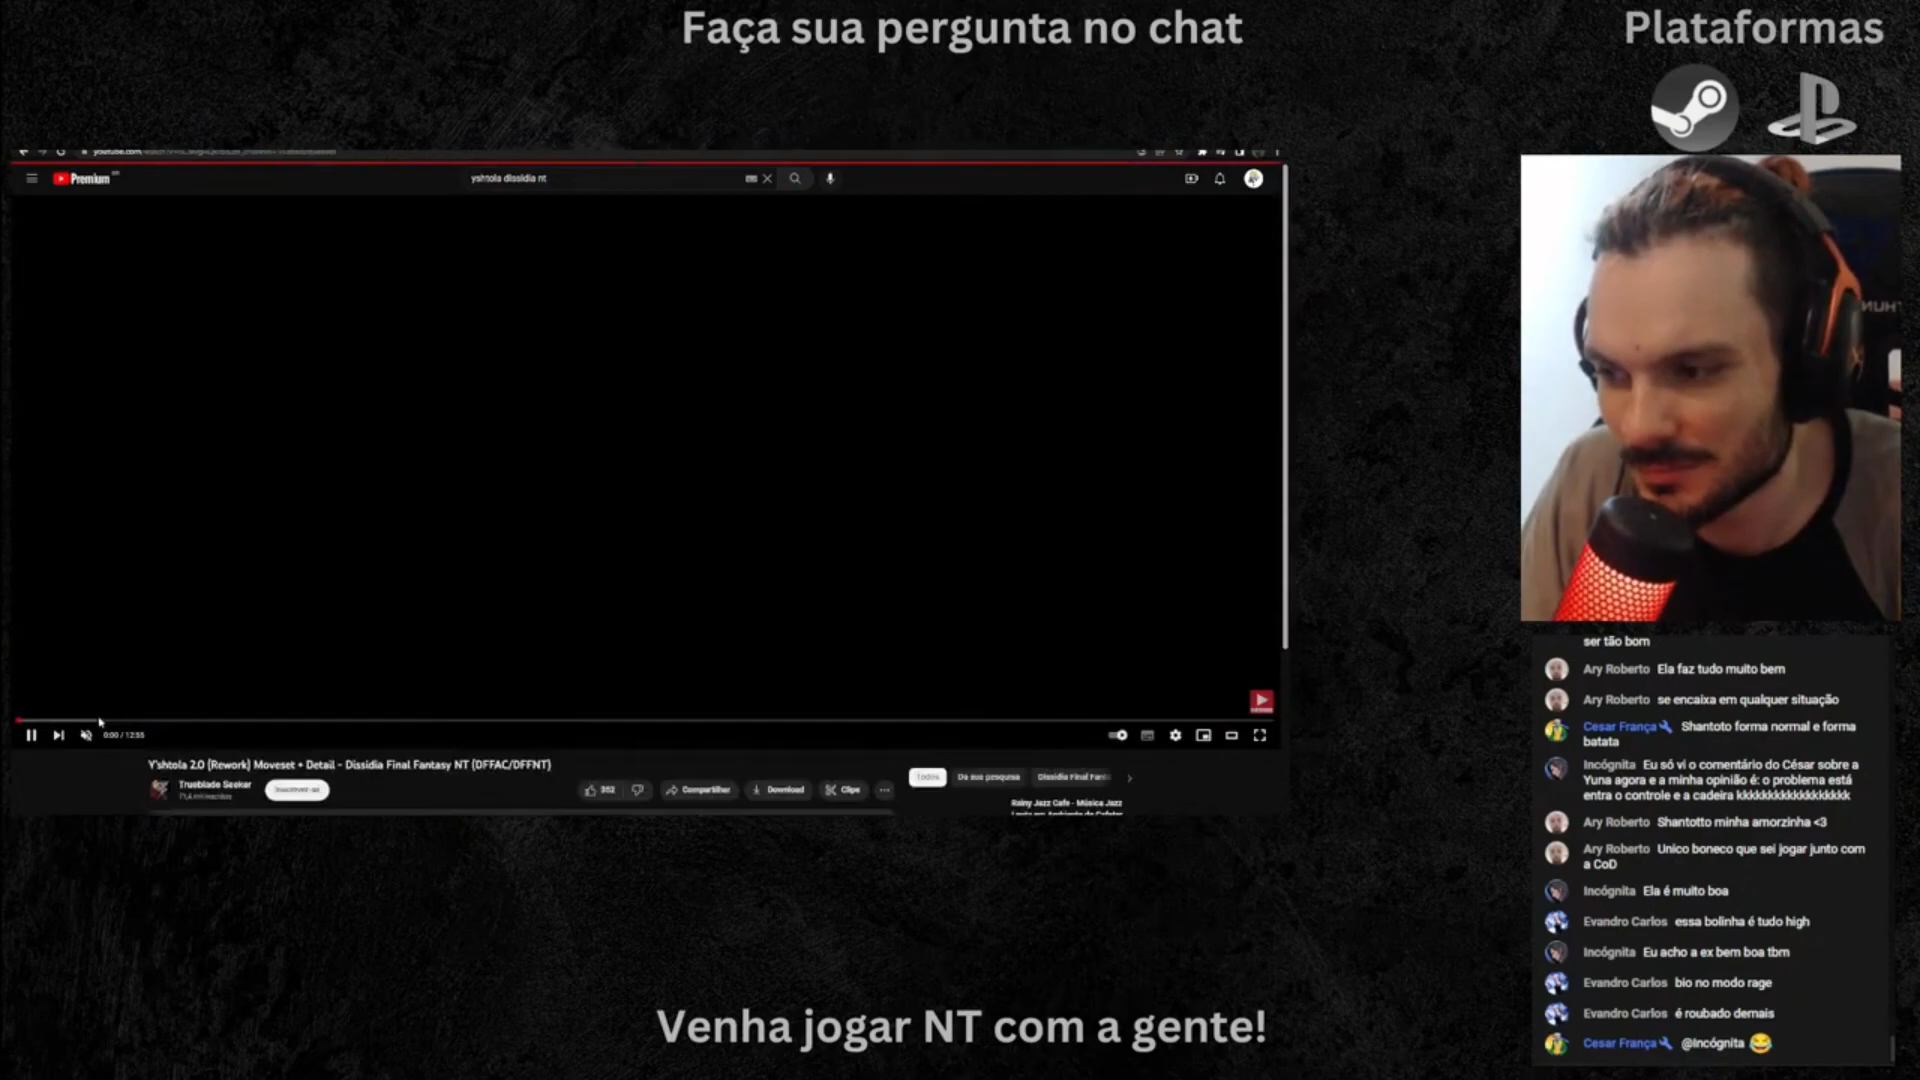 Faça sua pergunta no chat
Plataformas
Premium
yshtola dissidia nt
0:00 / 12:55
Y'shtola 2.0 [Rework] Moveset + Detail - Dissidia Final Fantasy NT (DFFAC/DFFNT)
Trueblade Seeker
Inscrever-se
352
Compartilhar
Download
Clipe
Todos
Da sua pesquisa
Dissidia Final Fant
Rainy Jazz Cafe - Música Jazz
ser tão bom
Ary Roberto Ela faz tudo muito bem
Ary Roberto se encaixa em qualquer situação
Cesar França Shantoto forma normal e forma
batata
Incógnita Eu só vi o comentário do César sobre a
Yuna agora e a minha opinião é: o problema está
entra o controle e a cadeira kkkkkkkkkkkkkkkkkk
Ary Roberto Shantotto minha amorzinha <3
Ary Roberto Unico boneco que sei jogar junto com
a CoD
Incógnita Ela é muito boa
Evandro Carlos essa bolinha é tudo high
Incógnita Eu acho a ex bem boa tbm
Evandro Carlos bio no modo rage
Evandro Carlos é roubado demais
Cesar França @Incógnita 😂
Venha jogar NT com a gente!